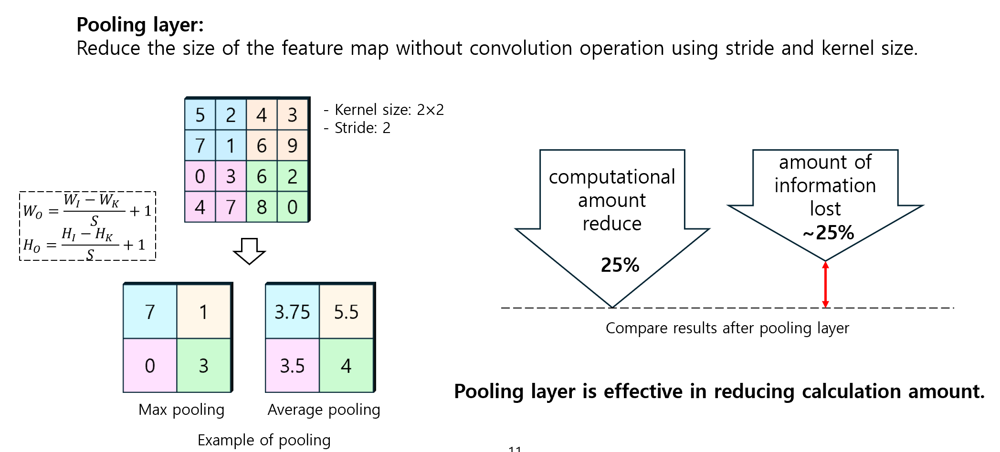 Pooling layer:
Reduce the size of the feature map without convolution operation using stride and kernel size.
5 2 4 3
7 1 6 9
0 3 6 2
4 7 8 0
- Kernel size: 2×2
- Stride: 2
W_O = (W_I − W_K)/S + 1
H_O = (H_I − H_K)/S + 1
7 1
0 3
Max pooling
3.75 5.5
3.5 4
Average pooling
Example of pooling
computational
amount
reduce
25%
amount of
information
lost
~25%
Compare results after pooling layer
Pooling layer is effective in reducing calculation amount.
11